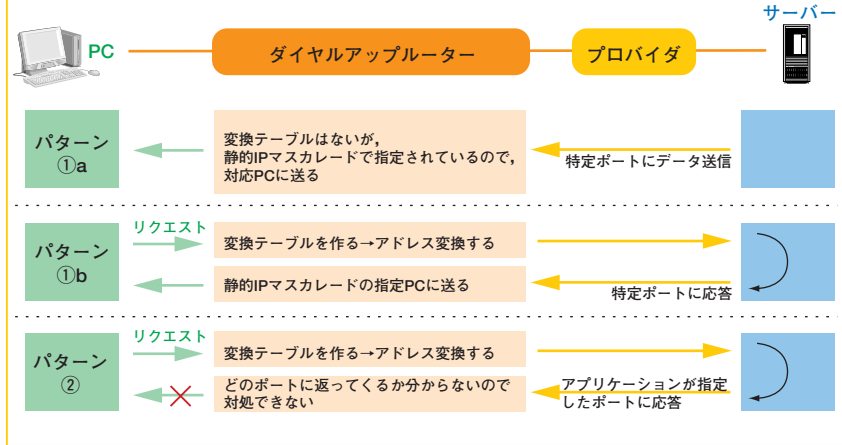 サーバー
PC
ダイヤルアップルーター
プロバイダ
パターン
①a
変換テーブルはないが,
静的IPマスカレードで指定されているので,
対応PCに送る
特定ポートにデータ送信
パターン
①b
リクエスト
変換テーブルを作る→アドレス変換する
静的IPマスカレードの指定PCに送る
特定ポートに応答
パターン
②
リクエスト
変換テーブルを作る→アドレス変換する
どのポートに返ってくるか分からないので
対処できない
アプリケーションが指定
したポートに応答